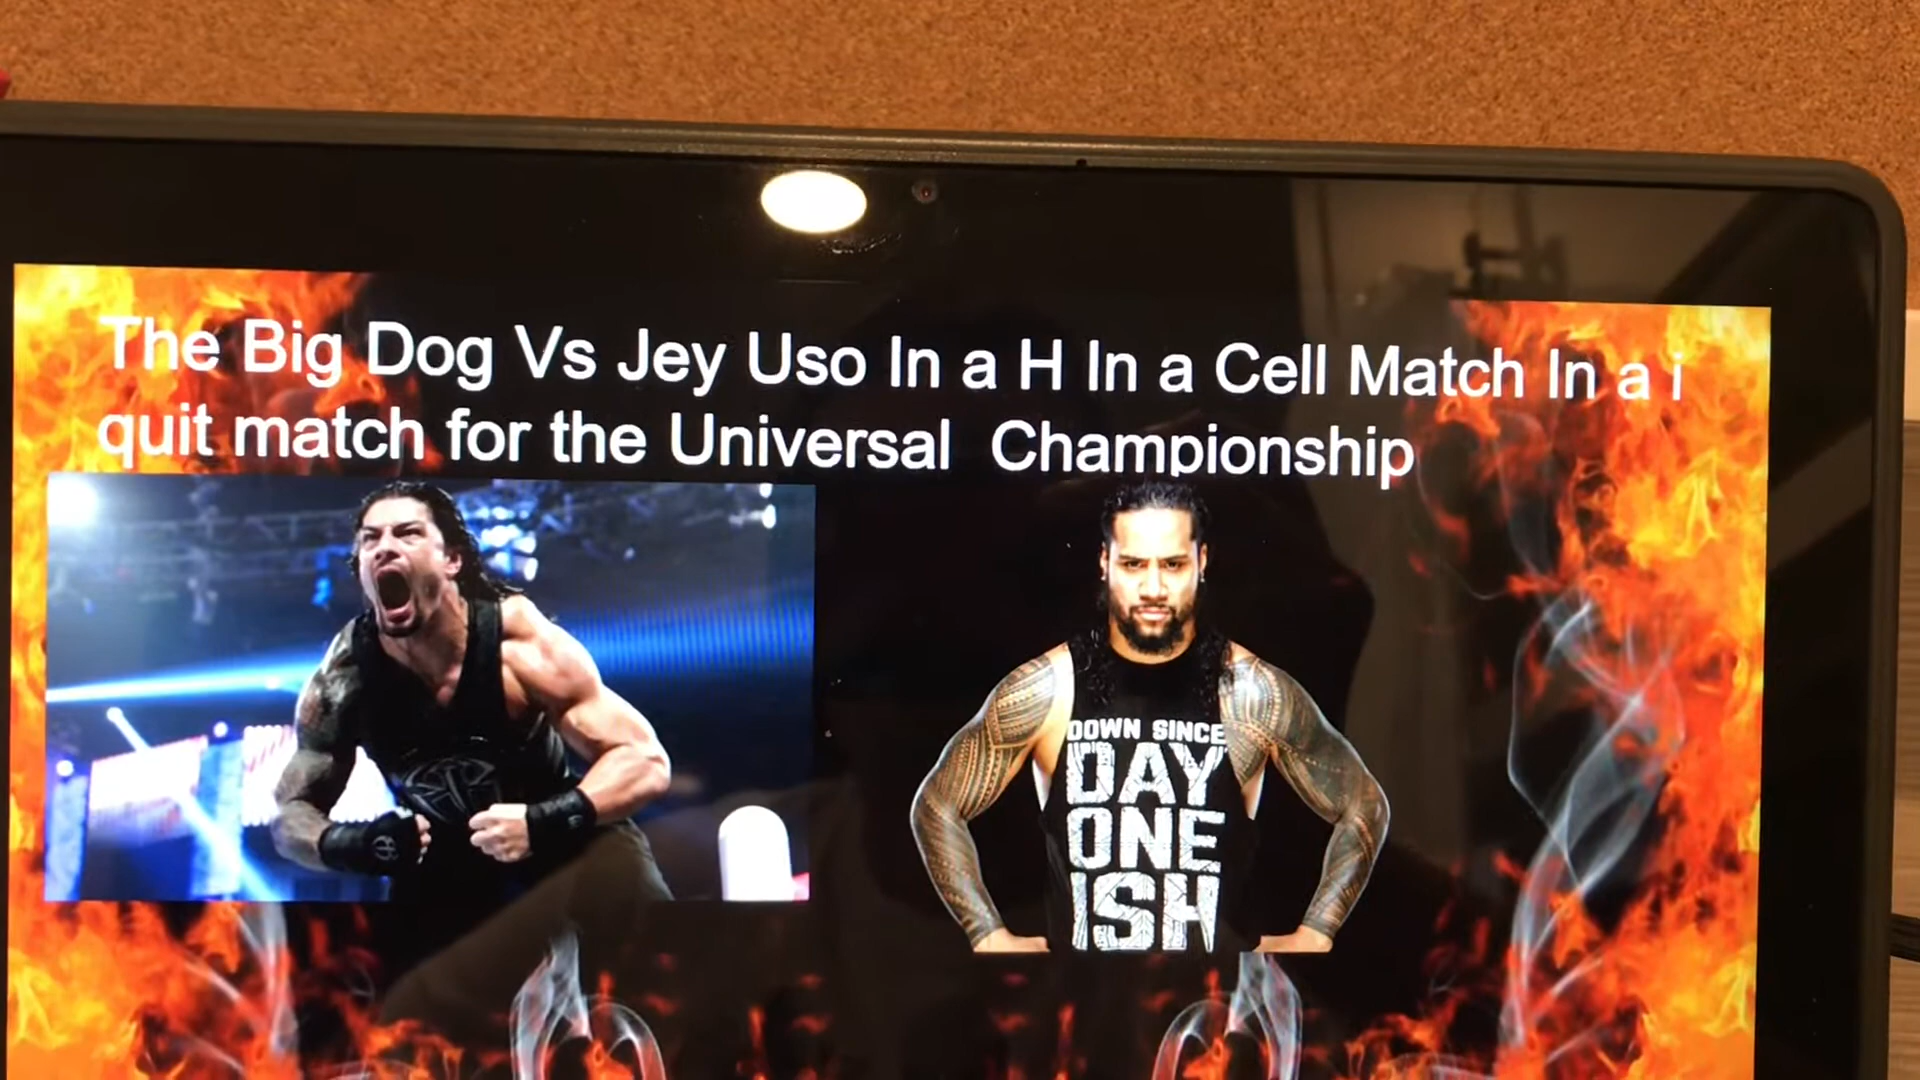 The Big Dog Vs Jey Uso In a H In a Cell Match In a i
quit match for the Universal  Championship
DOWN SINCE
DAY
ONE
ISH